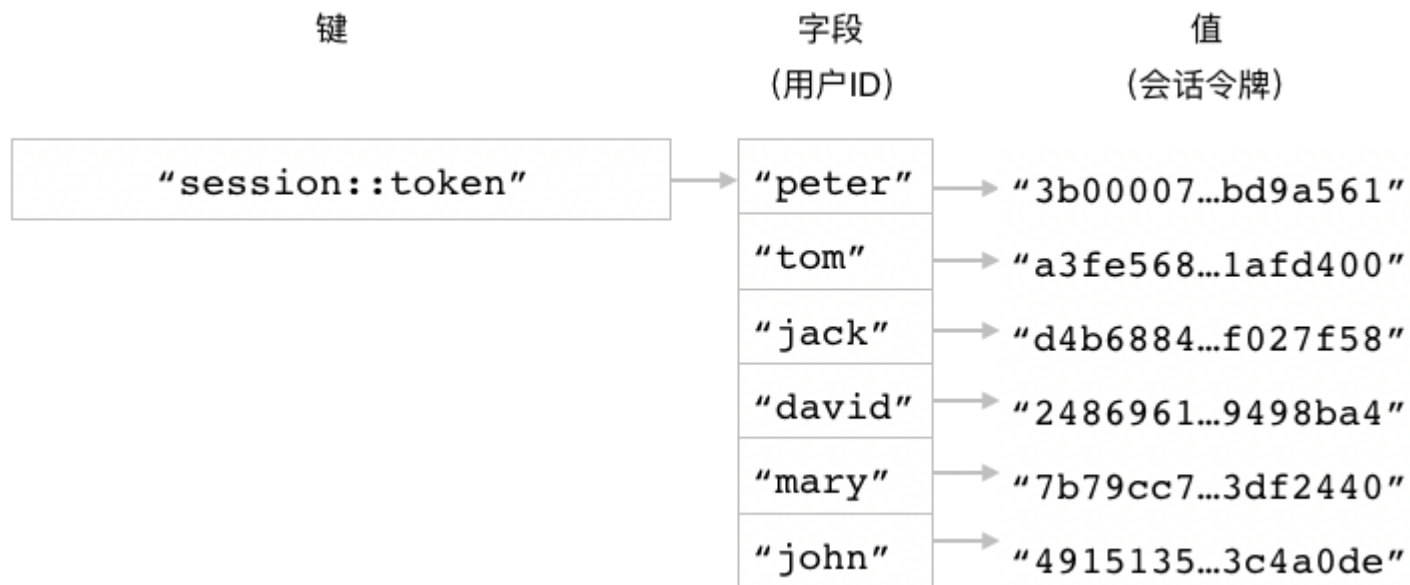 键 字段 值
（用户ID） （会话令牌）
“session::token” “peter” “3b00007…bd9a561”
“tom” “a3fe568…1afd400”
“jack” “d4b6884…f027f58”
“david” “2486961…9498ba4”
“mary” “7b79cc7…3df2440”
“john” “4915135…3c4a0de”